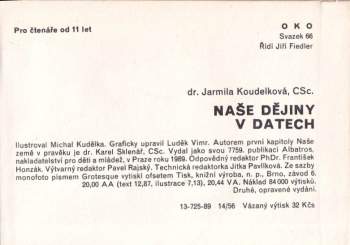 Pro čtenáře od 11 let
OKO
Svazek 66
Řídí Jiří Fiedler
dr. Jarmila Koudelková, CSc.
NAŠE DĚJINY
V DATECH
Ilustroval Michal Kudělka. Graficky upravil Luděk Vimr. Autorem první kapitoly Naše
země v pravěku je dr. Karel Sklenář, CSc. Vydal jako svou 7759. publikaci Albatros,
nakladatelství pro děti a mládež, v Praze roku 1989. Odpovědný redaktor PhDr. František
Honzák. Výtvarný redaktor Pavel Rajský. Technická redaktorka Jitka Pavlíková. Ze sazby
monofoto písmem Grotesque vytiskl ofsetem Tisk, knižní výroba, n. p., Brno, závod 6.
20,00 AA (text 12,87, ilustrace 7,13), 20,44 VA. Náklad 84 000 výtisků.
Druhé, opravené vydání.
13-725-89 14/56 Vázaný výtisk 32 Kčs